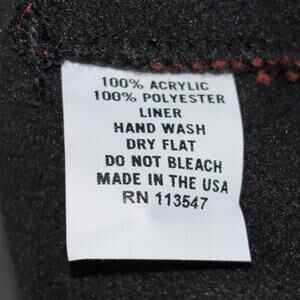 100% ACRYLIC
100% POLYESTER
LINER
HAND WASH
DRY FLAT
DO NOT BLEACH
MADE IN THE USA
RN 113547